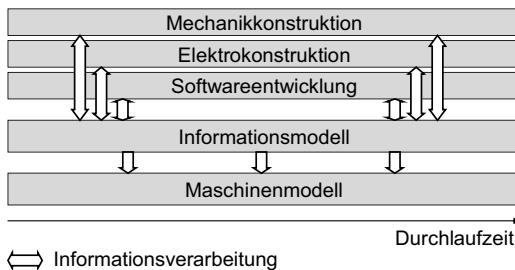 Mechanikkonstruktion
Elektrokonstruktion
Softwareentwicklung
Informationsmodell
Maschinenmodell
Durchlaufzeit
Informationsverarbeitung